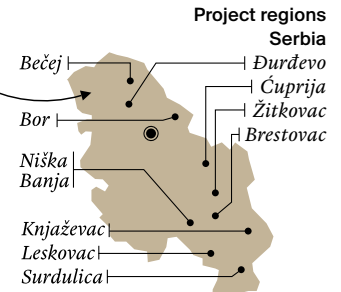 Project regions
Serbia
Bečej
Đurđevo
Ćuprija
Žitkovac
Bor
Brestovac
Niška
Banja
Knjaževac
Leskovac
Surdulica